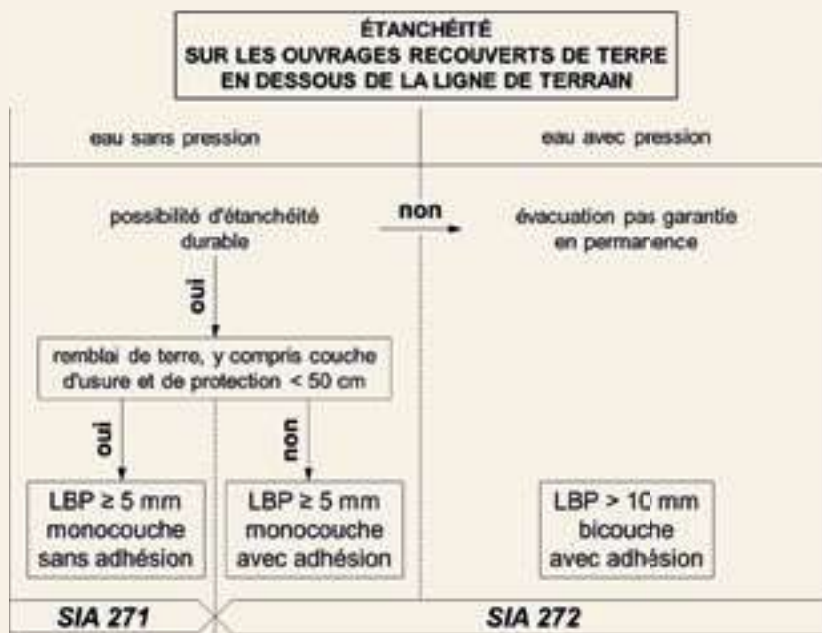 ÉTANCHÉITÉ
SUR LES OUVRAGES RECOUVERTS DE TERRE
EN DESSOUS DE LA LIGNE DE TERRAIN
eau sans pression
eau avec pression
possibilité d'étanchéité
durable
non
évacuation pas garantie
en permanence
oui
remblai de terre, y compris couche
d'usure et de protection < 50 cm
oui
non
LBP ≥ 5 mm
monocouche
sans adhésion
LBP ≥ 5 mm
monocouche
avec adhésion
LBP > 10 mm
bicouche
avec adhésion
SIA 271
SIA 272